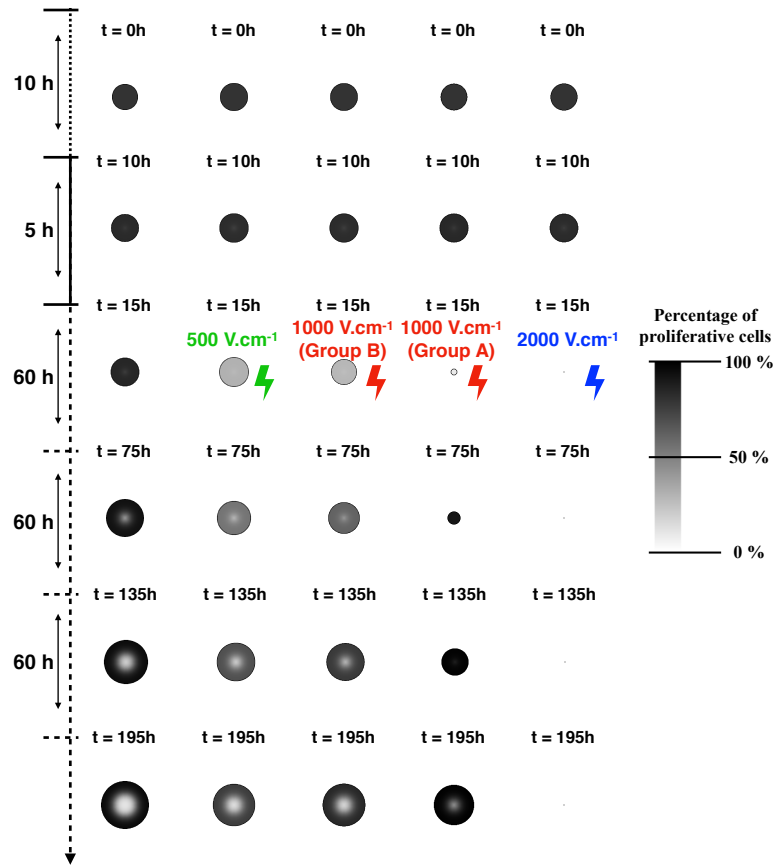 t = 0h t = 0h t = 0h t = 0h t = 0h
10 h
t = 10h t = 10h t = 10h t = 10h t = 10h
5 h
t = 15h t = 15h t = 15h t = 15h t = 15h
500 V.cm⁻¹
1000 V.cm⁻¹
(Group B)
1000 V.cm⁻¹
(Group A)
2000 V.cm⁻¹
60 h
t = 75h t = 75h t = 75h t = 75h t = 75h
60 h
t = 135h t = 135h t = 135h t = 135h t = 135h
60 h
t = 195h t = 195h t = 195h t = 195h t = 195h
Percentage of
proliferative cells
100 %
50 %
0 %